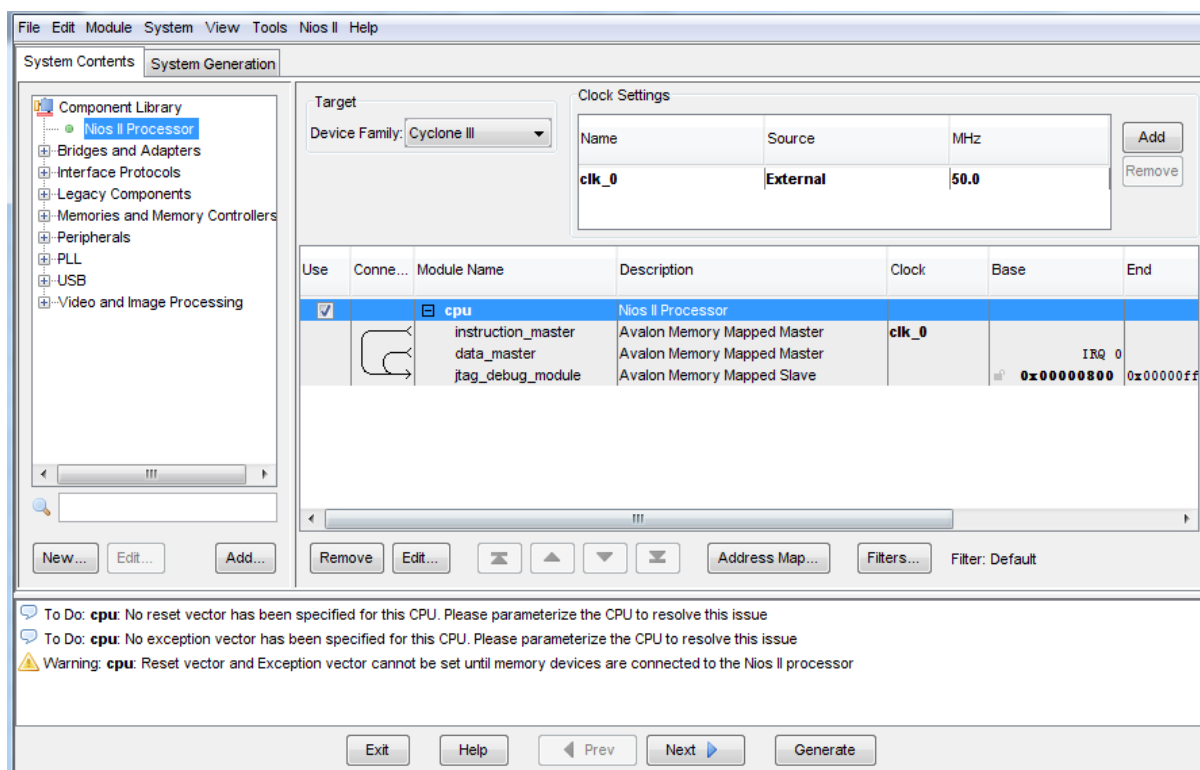 File Edit Module System View Tools Nios II Help
System Contents System Generation
Component Library
Nios II Processor
Bridges and Adapters
Interface Protocols
Legacy Components
Memories and Memory Controllers
Peripherals
PLL
USB
Video and Image Processing
New... Edit... Add...
Target
Device Family: Cyclone III
Clock Settings
Name Source MHz
clk_0 External 50.0
Add
Remove
Use Conne... Module Name Description Clock Base End
cpu Nios II Processor
instruction_master Avalon Memory Mapped Master clk_0
data_master Avalon Memory Mapped Master IRQ 0
jtag_debug_module Avalon Memory Mapped Slave 0x00000800 0x00000ff
Remove Edit... Address Map... Filters... Filter: Default
To Do: cpu: No reset vector has been specified for this CPU. Please parameterize the CPU to resolve this issue
To Do: cpu: No exception vector has been specified for this CPU. Please parameterize the CPU to resolve this issue
Warning: cpu: Reset vector and Exception vector cannot be set until memory devices are connected to the Nios II processor
Exit Help Prev Next Generate